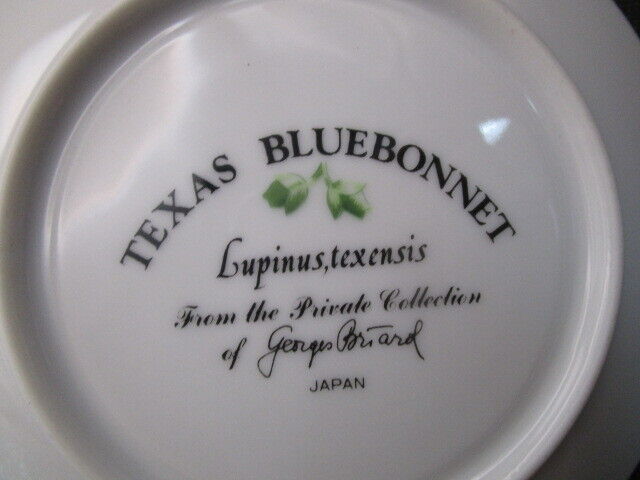 TEXAS BLUEBONNET
Lupinus,texensis
From the Private Collection
of Georges Briard
JAPAN